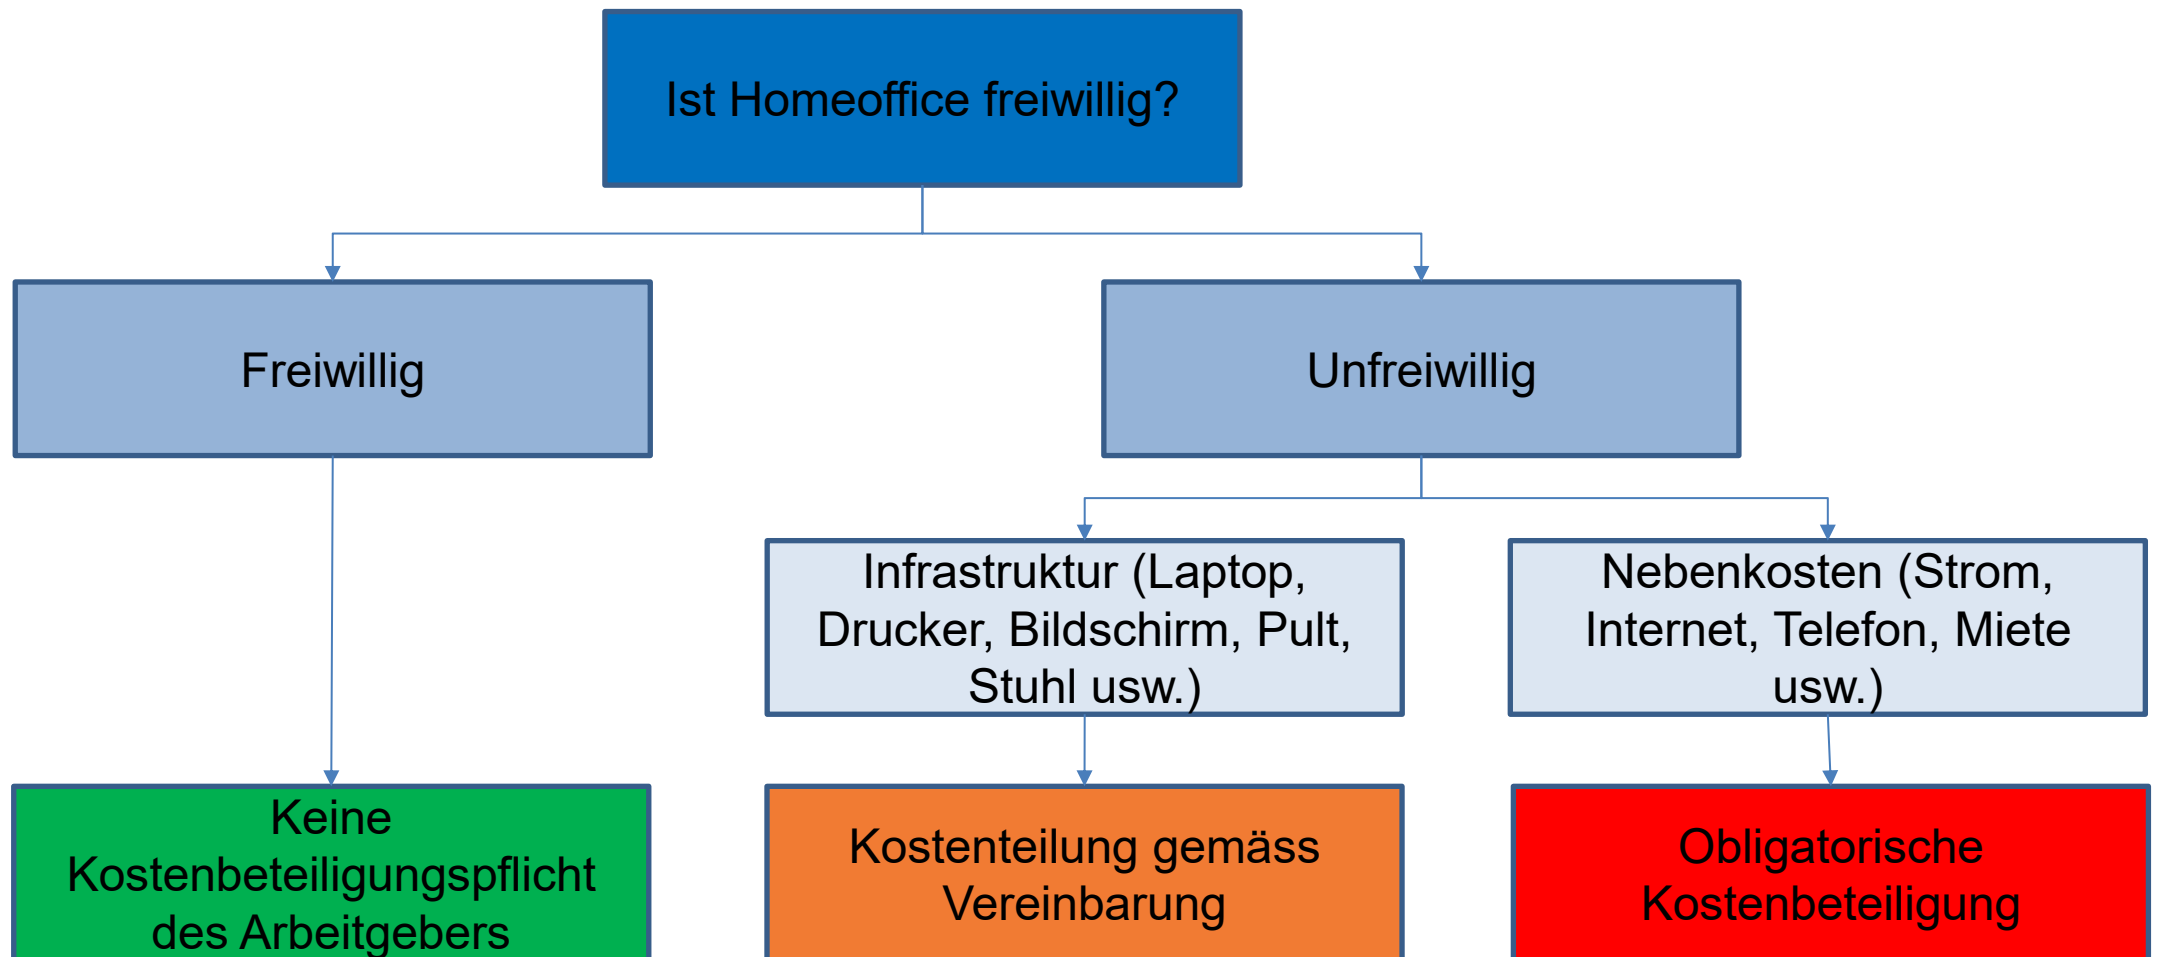 Ist Homeoffice freiwillig?
Freiwillig
Unfreiwillig
Infrastruktur (Laptop,
Drucker, Bildschirm, Pult,
Stuhl usw.)
Nebenkosten (Strom,
Internet, Telefon, Miete
usw.)
Keine
Kostenbeteiligungspflicht
des Arbeitgebers
Kostenteilung gemäss
Vereinbarung
Obligatorische
Kostenbeteiligung